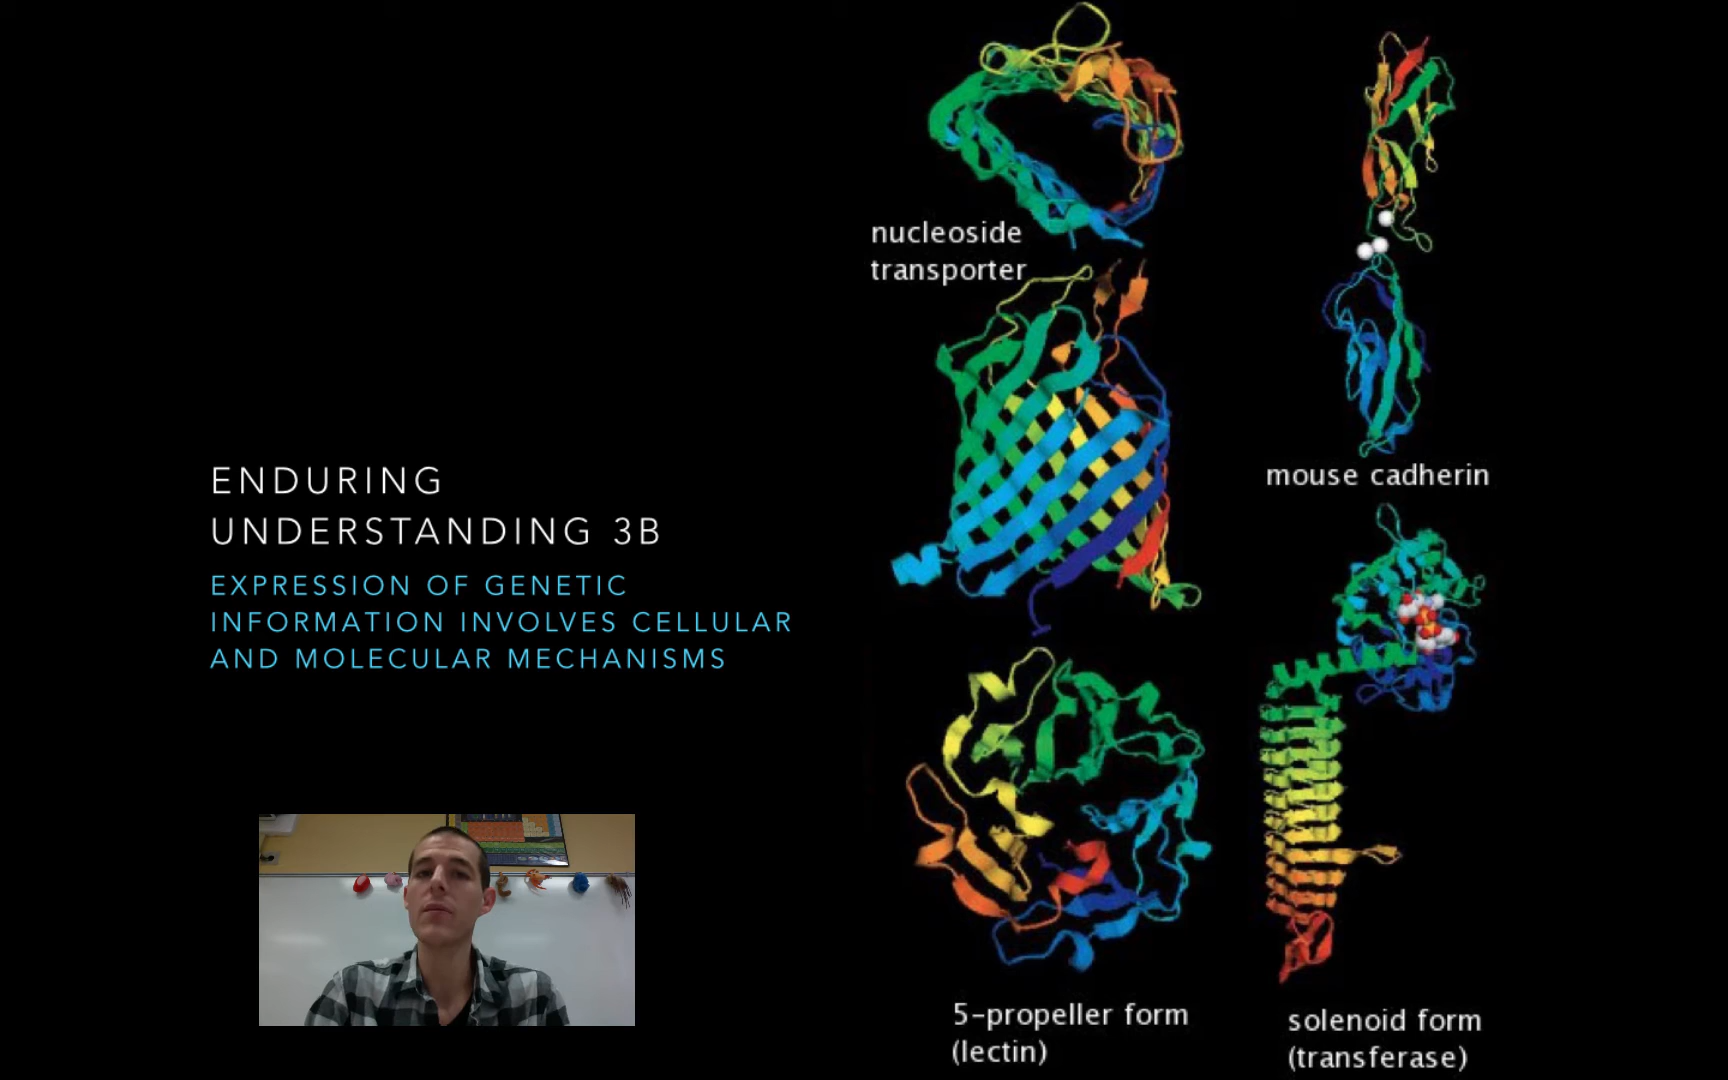 ENDURING
UNDERSTANDING 3B
EXPRESSION OF GENETIC
INFORMATION INVOLVES CELLULAR
AND MOLECULAR MECHANISMS
nucleoside
transporter
mouse cadherin
5-propeller form
(lectin)
solenoid form
(transferase)